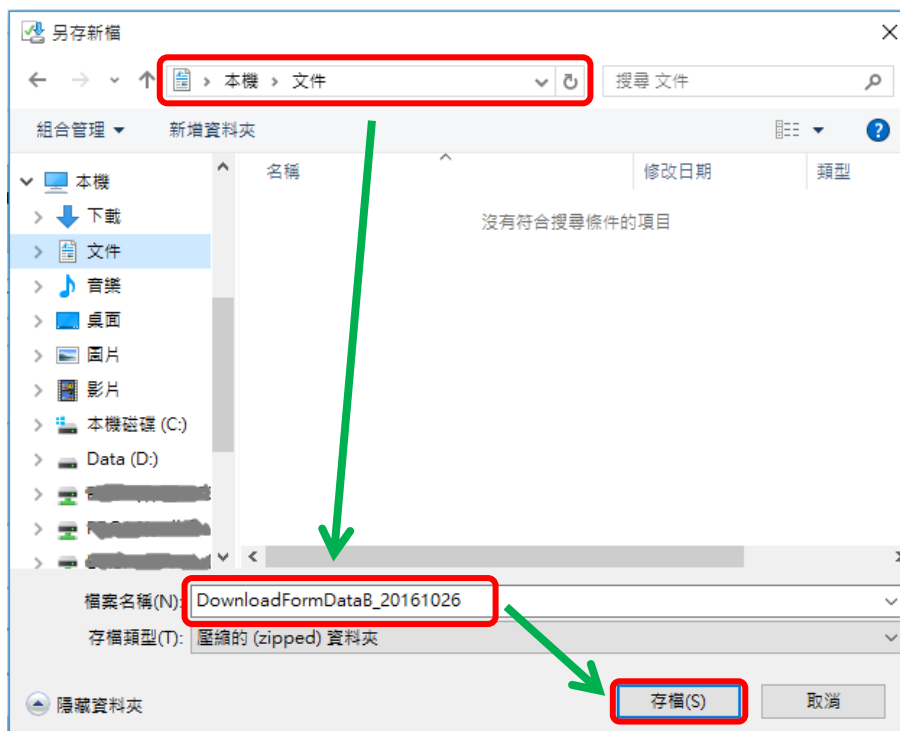 另存新檔
本機 › 文件
搜尋 文件
組合管理
新增資料夾
名稱
修改日期
類型
沒有符合搜尋條件的項目
本機
下載
文件
音樂
桌面
圖片
影片
本機磁碟 (C:)
Data (D:)
檔案名稱(N):
DownloadFormDataB_20161026
存檔類型(T):
壓縮的 (zipped) 資料夾
隱藏資料夾
存檔(S)
取消